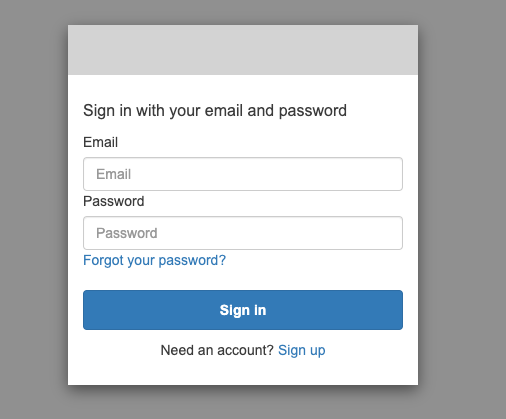 Sign in with your email and password
Email
Email
Password
Password
Forgot your password?
Sign in
Need an account? Sign up